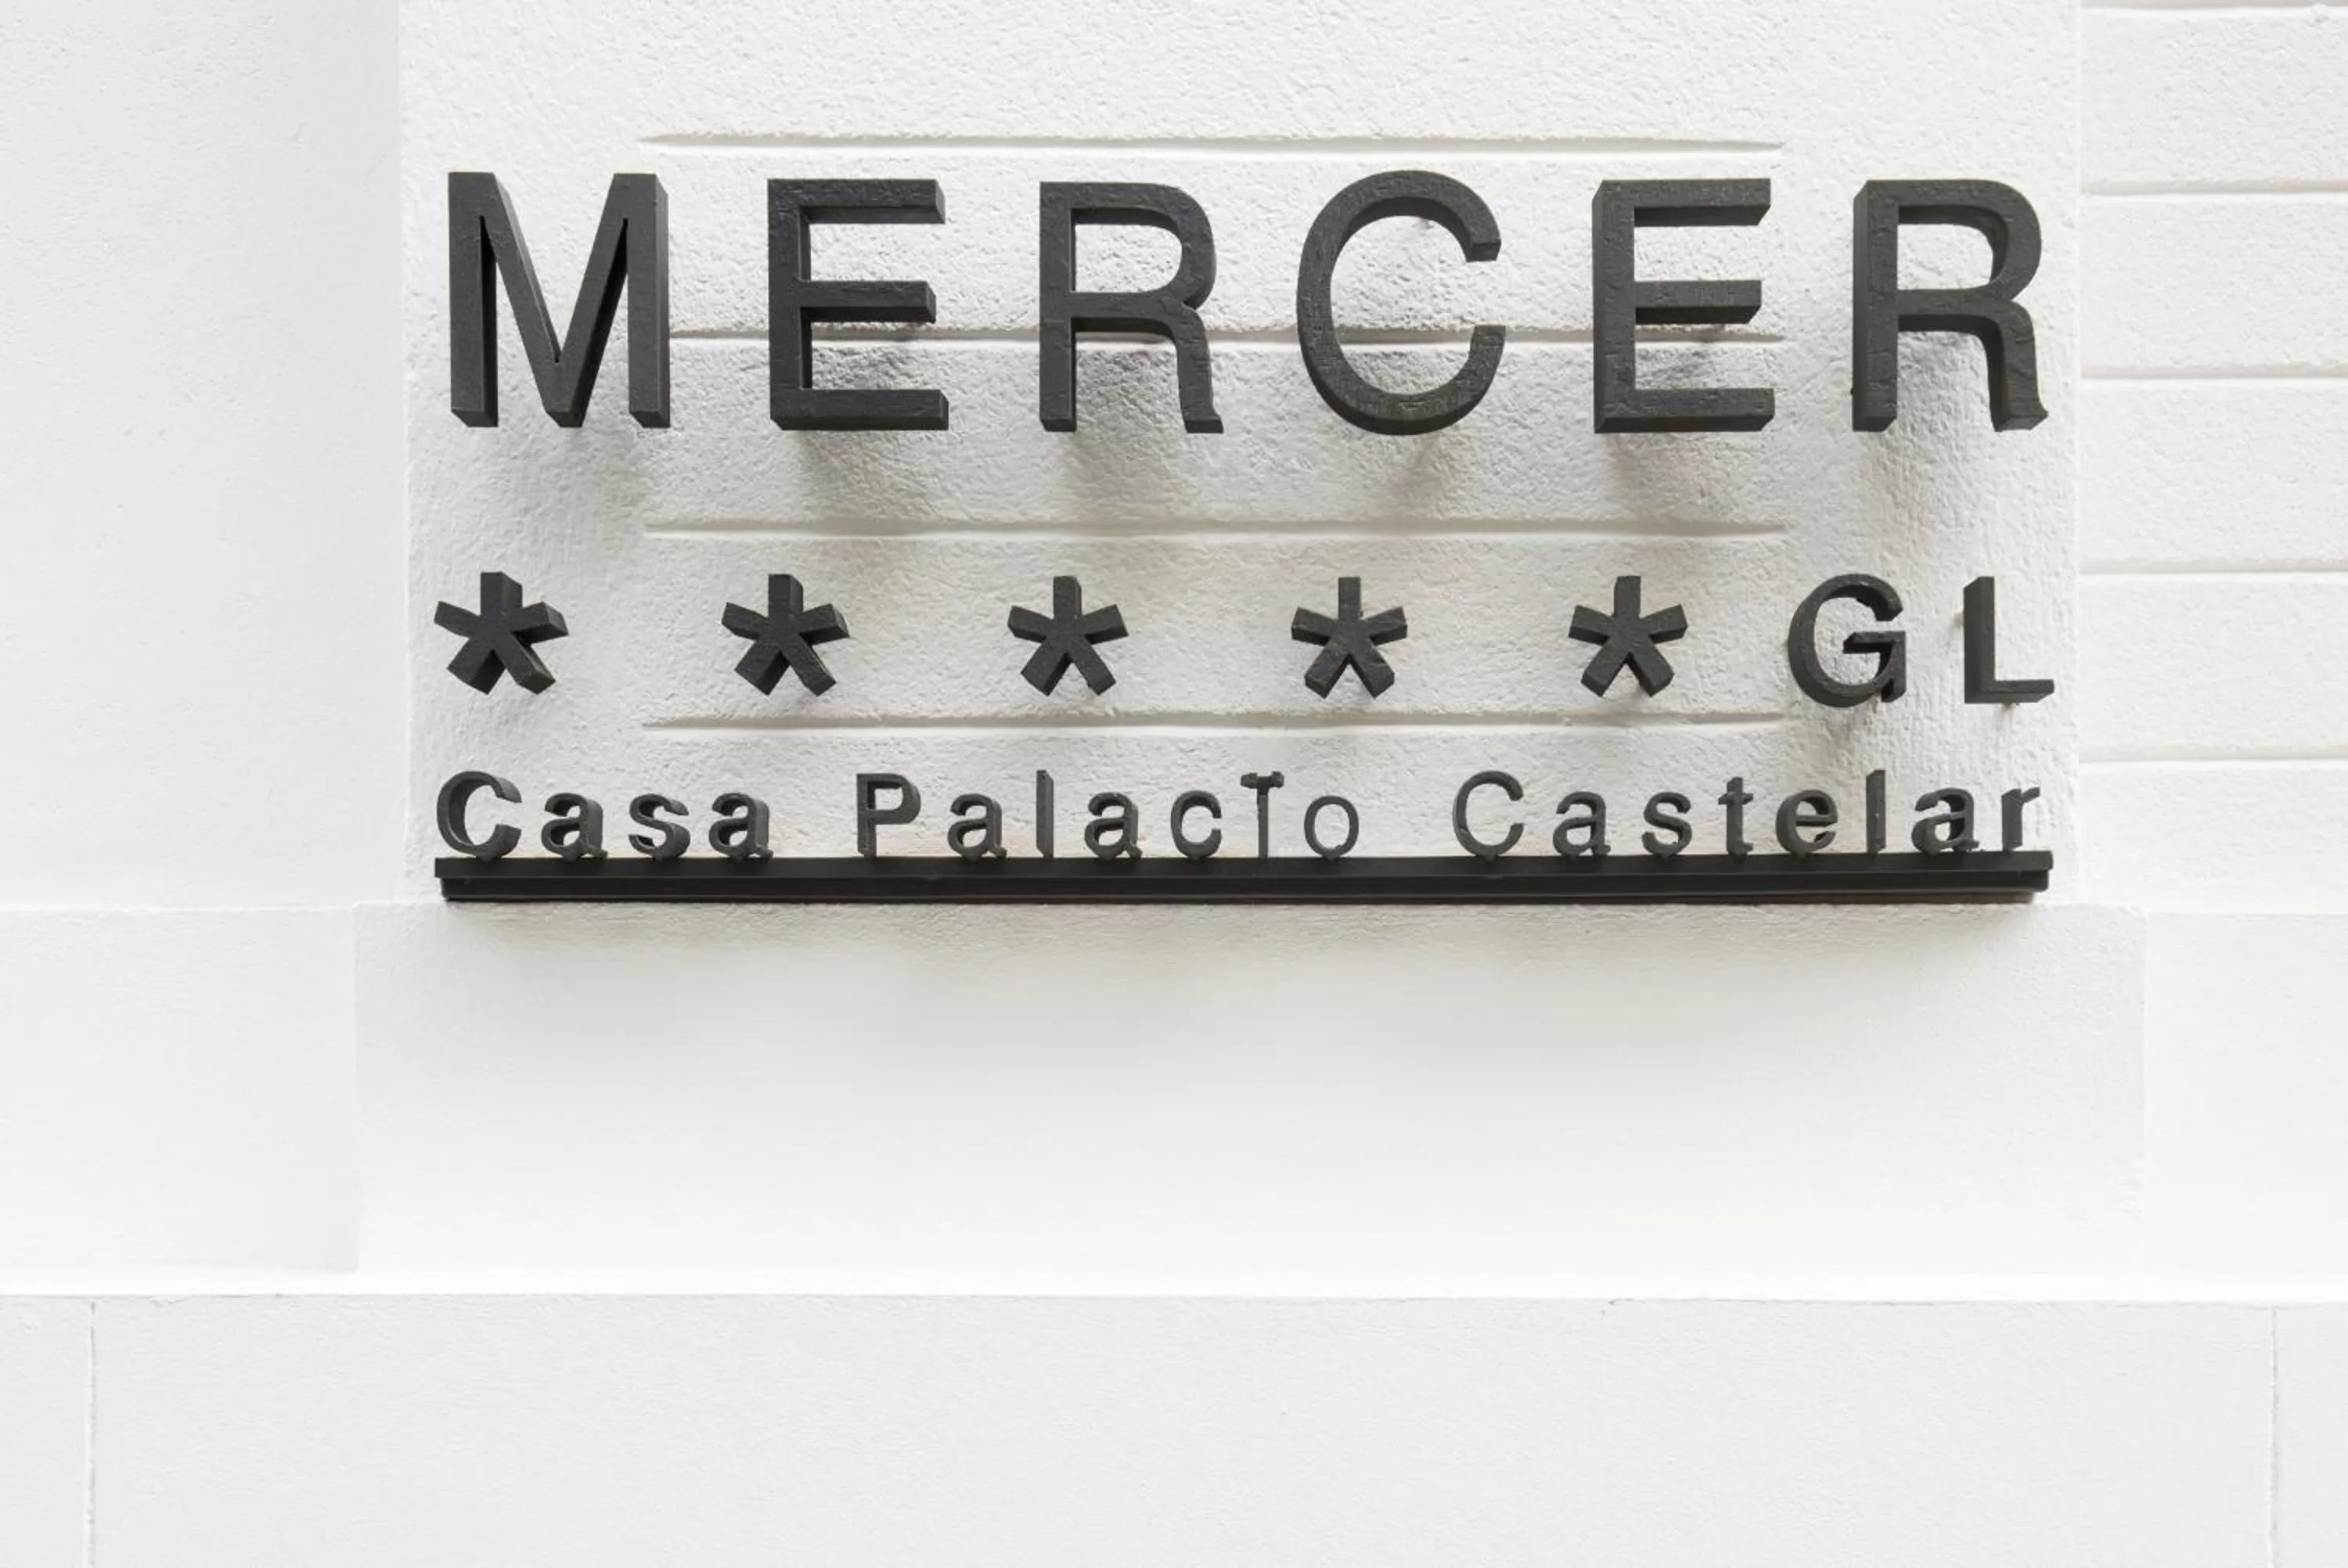 MERCER
* * * * * GL
Casa Palacio Castelar